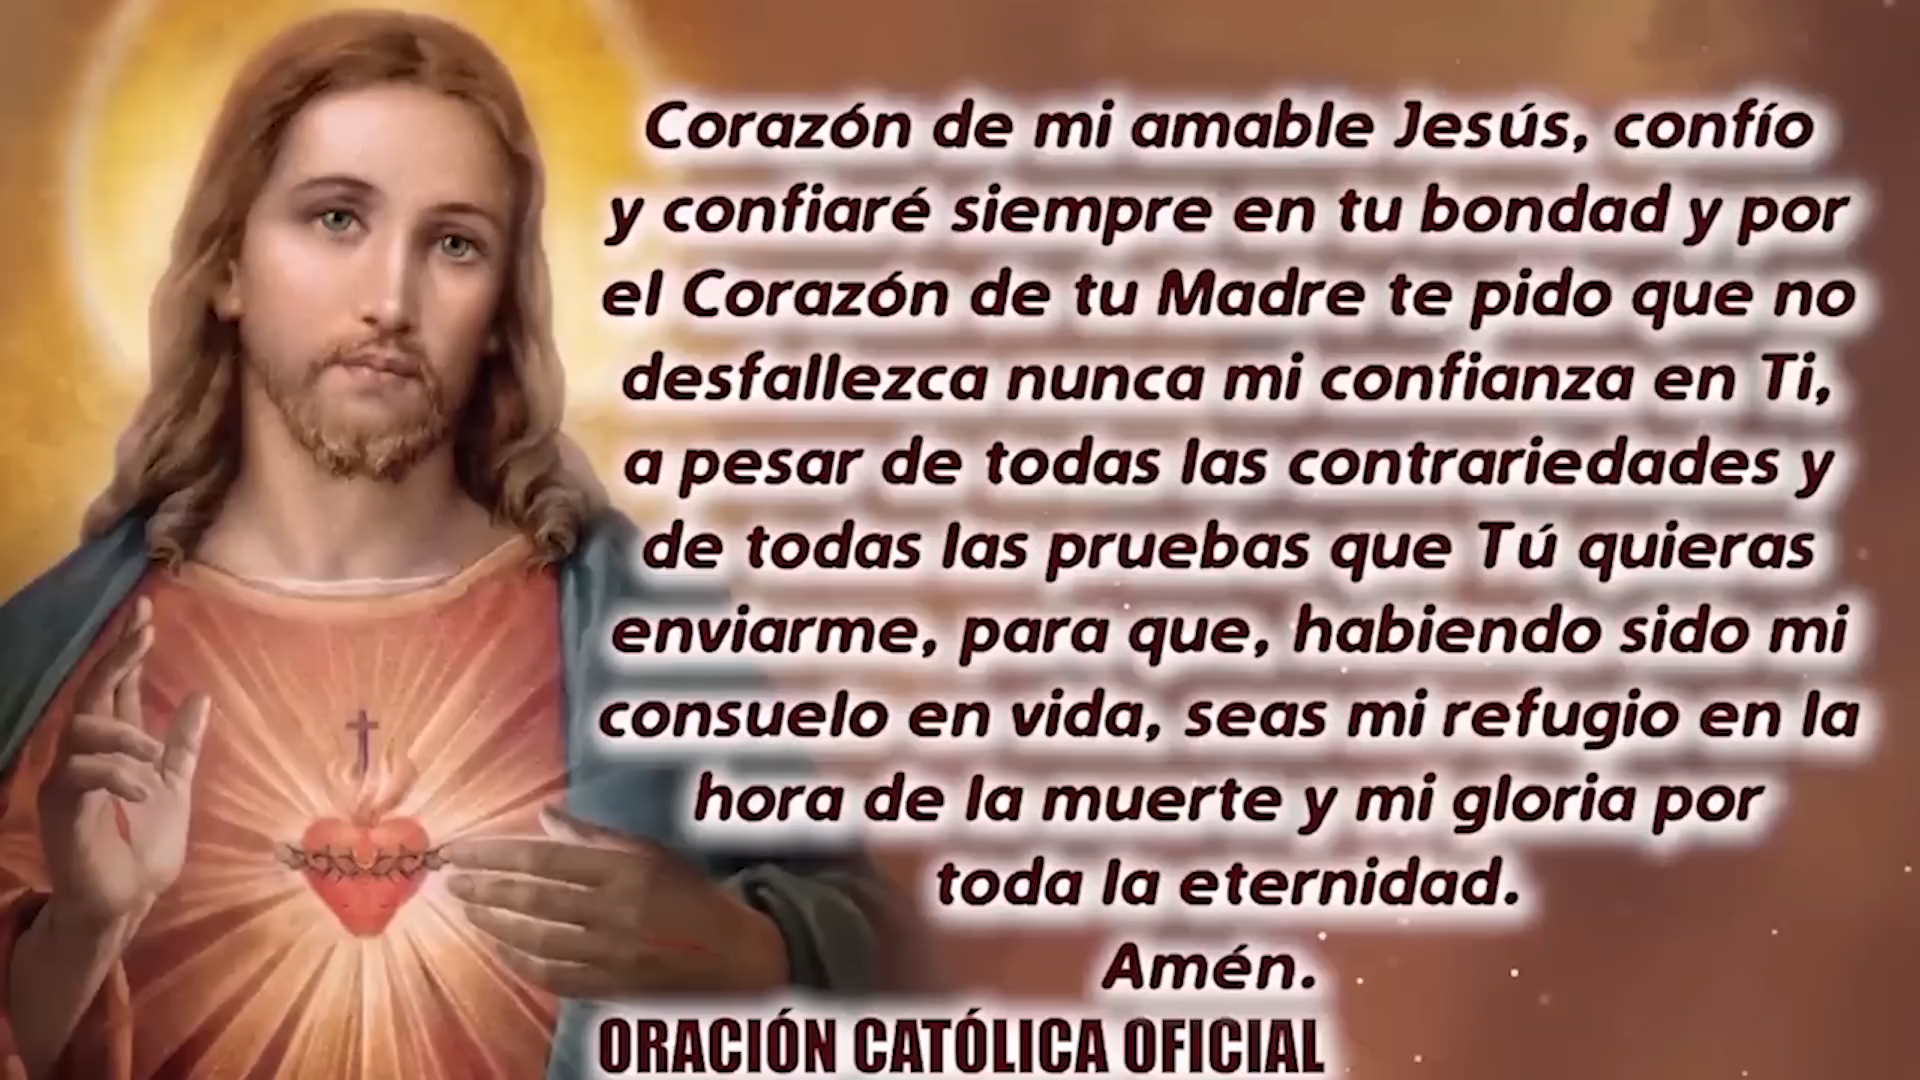 Corazón de mi amable Jesús, confío
y confiaré siempre en tu bondad y por
el Corazón de tu Madre te pido que no
desfallezca nunca mi confianza en Ti,
a pesar de todas las contrariedades y
de todas las pruebas que Tú quieras
enviarme, para que, habiendo sido mi
consuelo en vida, seas mi refugio en la
hora de la muerte y mi gloria por
toda la eternidad.
Amén.
ORACIÓN CATÓLICA OFICIAL